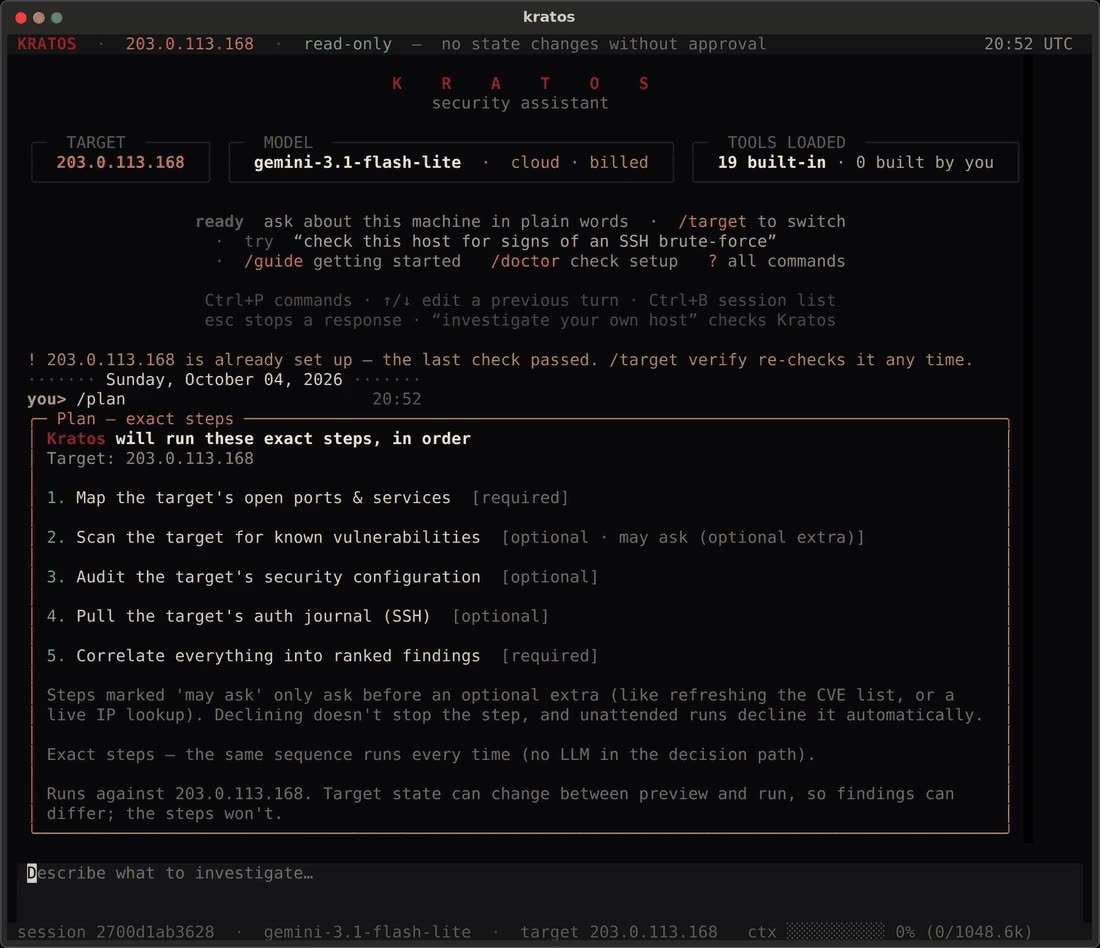 kratos
KRATOS · 203.0.113.168 · read-only — no state changes without approval 20:52 UTC
K R A T O S
security assistant
TARGET MODEL TOOLS LOADED
203.0.113.168 gemini-3.1-flash-lite · cloud · billed 19 built-in · 0 built by you
ready ask about this machine in plain words · /target to switch
· try “check this host for signs of an SSH brute-force”
· /guide getting started /doctor check setup ? all commands
Ctrl+P commands · ↑/↓ edit a previous turn · Ctrl+B session list
esc stops a response · “investigate your own host” checks Kratos
! 203.0.113.168 is already set up — the last check passed. /target verify re-checks it any time.
······· Sunday, October 04, 2026 ·······
you> /plan 20:52
Plan — exact steps
Kratos will run these exact steps, in order
Target: 203.0.113.168
1. Map the target's open ports & services [required]
2. Scan the target for known vulnerabilities [optional · may ask (optional extra)]
3. Audit the target's security configuration [optional]
4. Pull the target's auth journal (SSH) [optional]
5. Correlate everything into ranked findings [required]
Steps marked 'may ask' only ask before an optional extra (like refreshing the CVE list, or a
live IP lookup). Declining doesn't stop the step, and unattended runs decline it automatically.
Exact steps — the same sequence runs every time (no LLM in the decision path).
Runs against 203.0.113.168. Target state can change between preview and run, so findings can
differ; the steps won't.
Describe what to investigate…
session 2700d1ab3628 · gemini-3.1-flash-lite · target 203.0.113.168 ctx 0% (0/1048.6k)